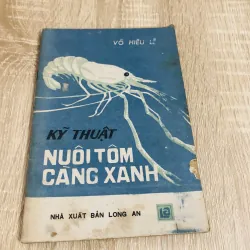 VÕ HIẾU LỄ
KỸ THUẬT
NUÔI TÔM
CÀNG XANH
NHÀ XUẤT BẢN LONG AN